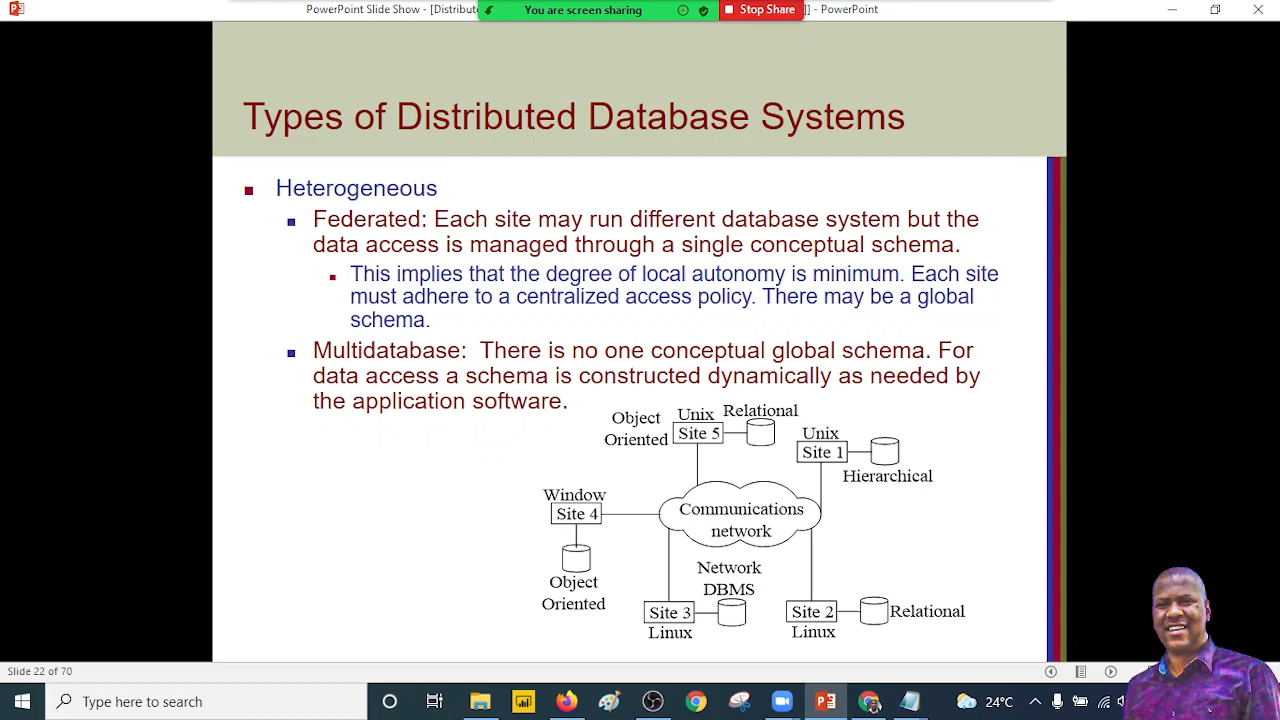 PowerPoint Slide Show - [Distribut
You are screen sharing
Stop Share
]] - PowerPoint
Types of Distributed Database Systems
Heterogeneous
Federated: Each site may run different database system but the
data access is managed through a single conceptual schema.
This implies that the degree of local autonomy is minimum. Each site
must adhere to a centralized access policy. There may be a global
schema.
Multidatabase: There is no one conceptual global schema. For
data access a schema is constructed dynamically as needed by
the application software.
Object
Oriented
Unix
Relational
Site 5
Unix
Site 1
Hierarchical
Window
Site 4
Communications
network
Object
Oriented
Network
DBMS
Site 3
Linux
Site 2
Relational
Linux
Slide 22 of 70
Type here to search
24°C